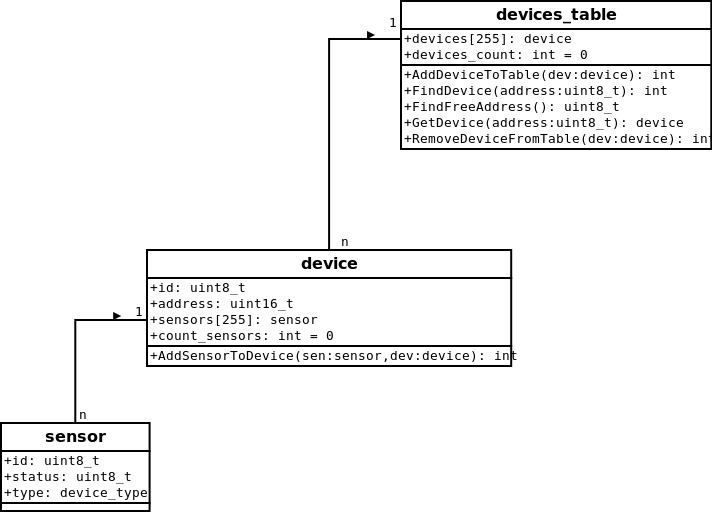 devices_table
1
+devices[255]: device
+devices_count: int = 0
+AddDeviceToTable(dev:device): int
+FindDevice(address:uint8_t): int
+FindFreeAddress(): uint8_t
+GetDevice(address:uint8_t): device
+RemoveDeviceFromTable(dev:device): int
n
device
+id: uint8_t
+address: uint16_t
1
+sensors[255]: sensor
+count_sensors: int = 0
+AddSensorToDevice(sen:sensor,dev:device): int
n
sensor
+id: uint8_t
+status: uint8_t
+type: device_type